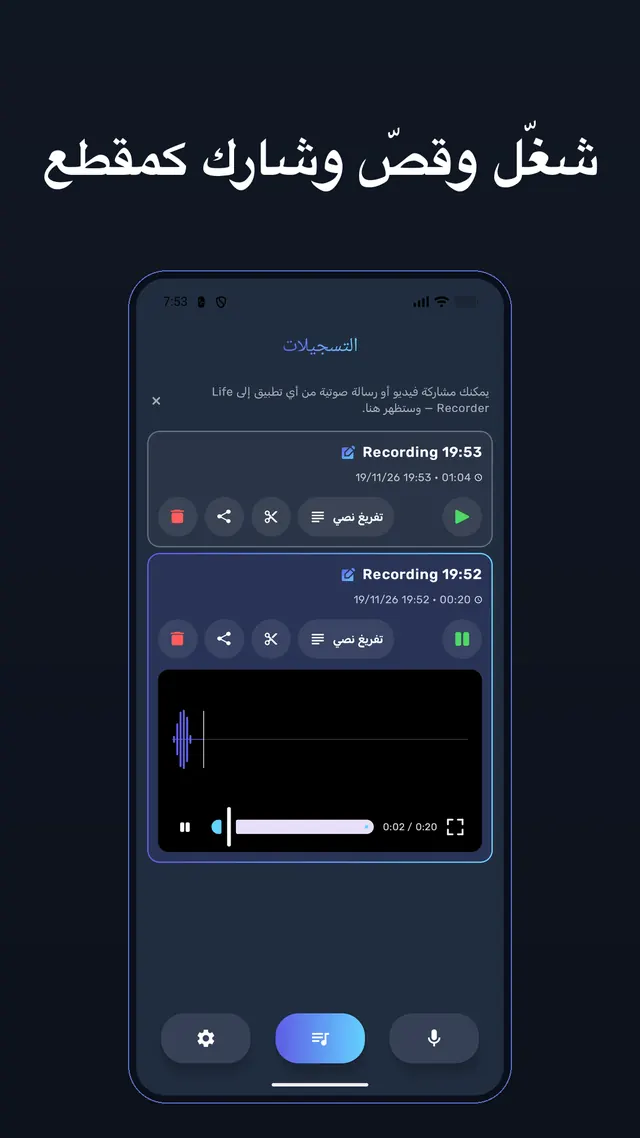 شغّل وقصّ وشارك كمقطع
7:53
التسجيلات
يمكنك مشاركة فيديو أو رسالة صوتية من أي تطبيق إلى Life
Recorder – وستظهر هنا.
Recording 19:53
19/11/26 19:53 • 01:04
تفريغ نصي
Recording 19:52
19/11/26 19:52 • 00:20
تفريغ نصي
0:02 / 0:20